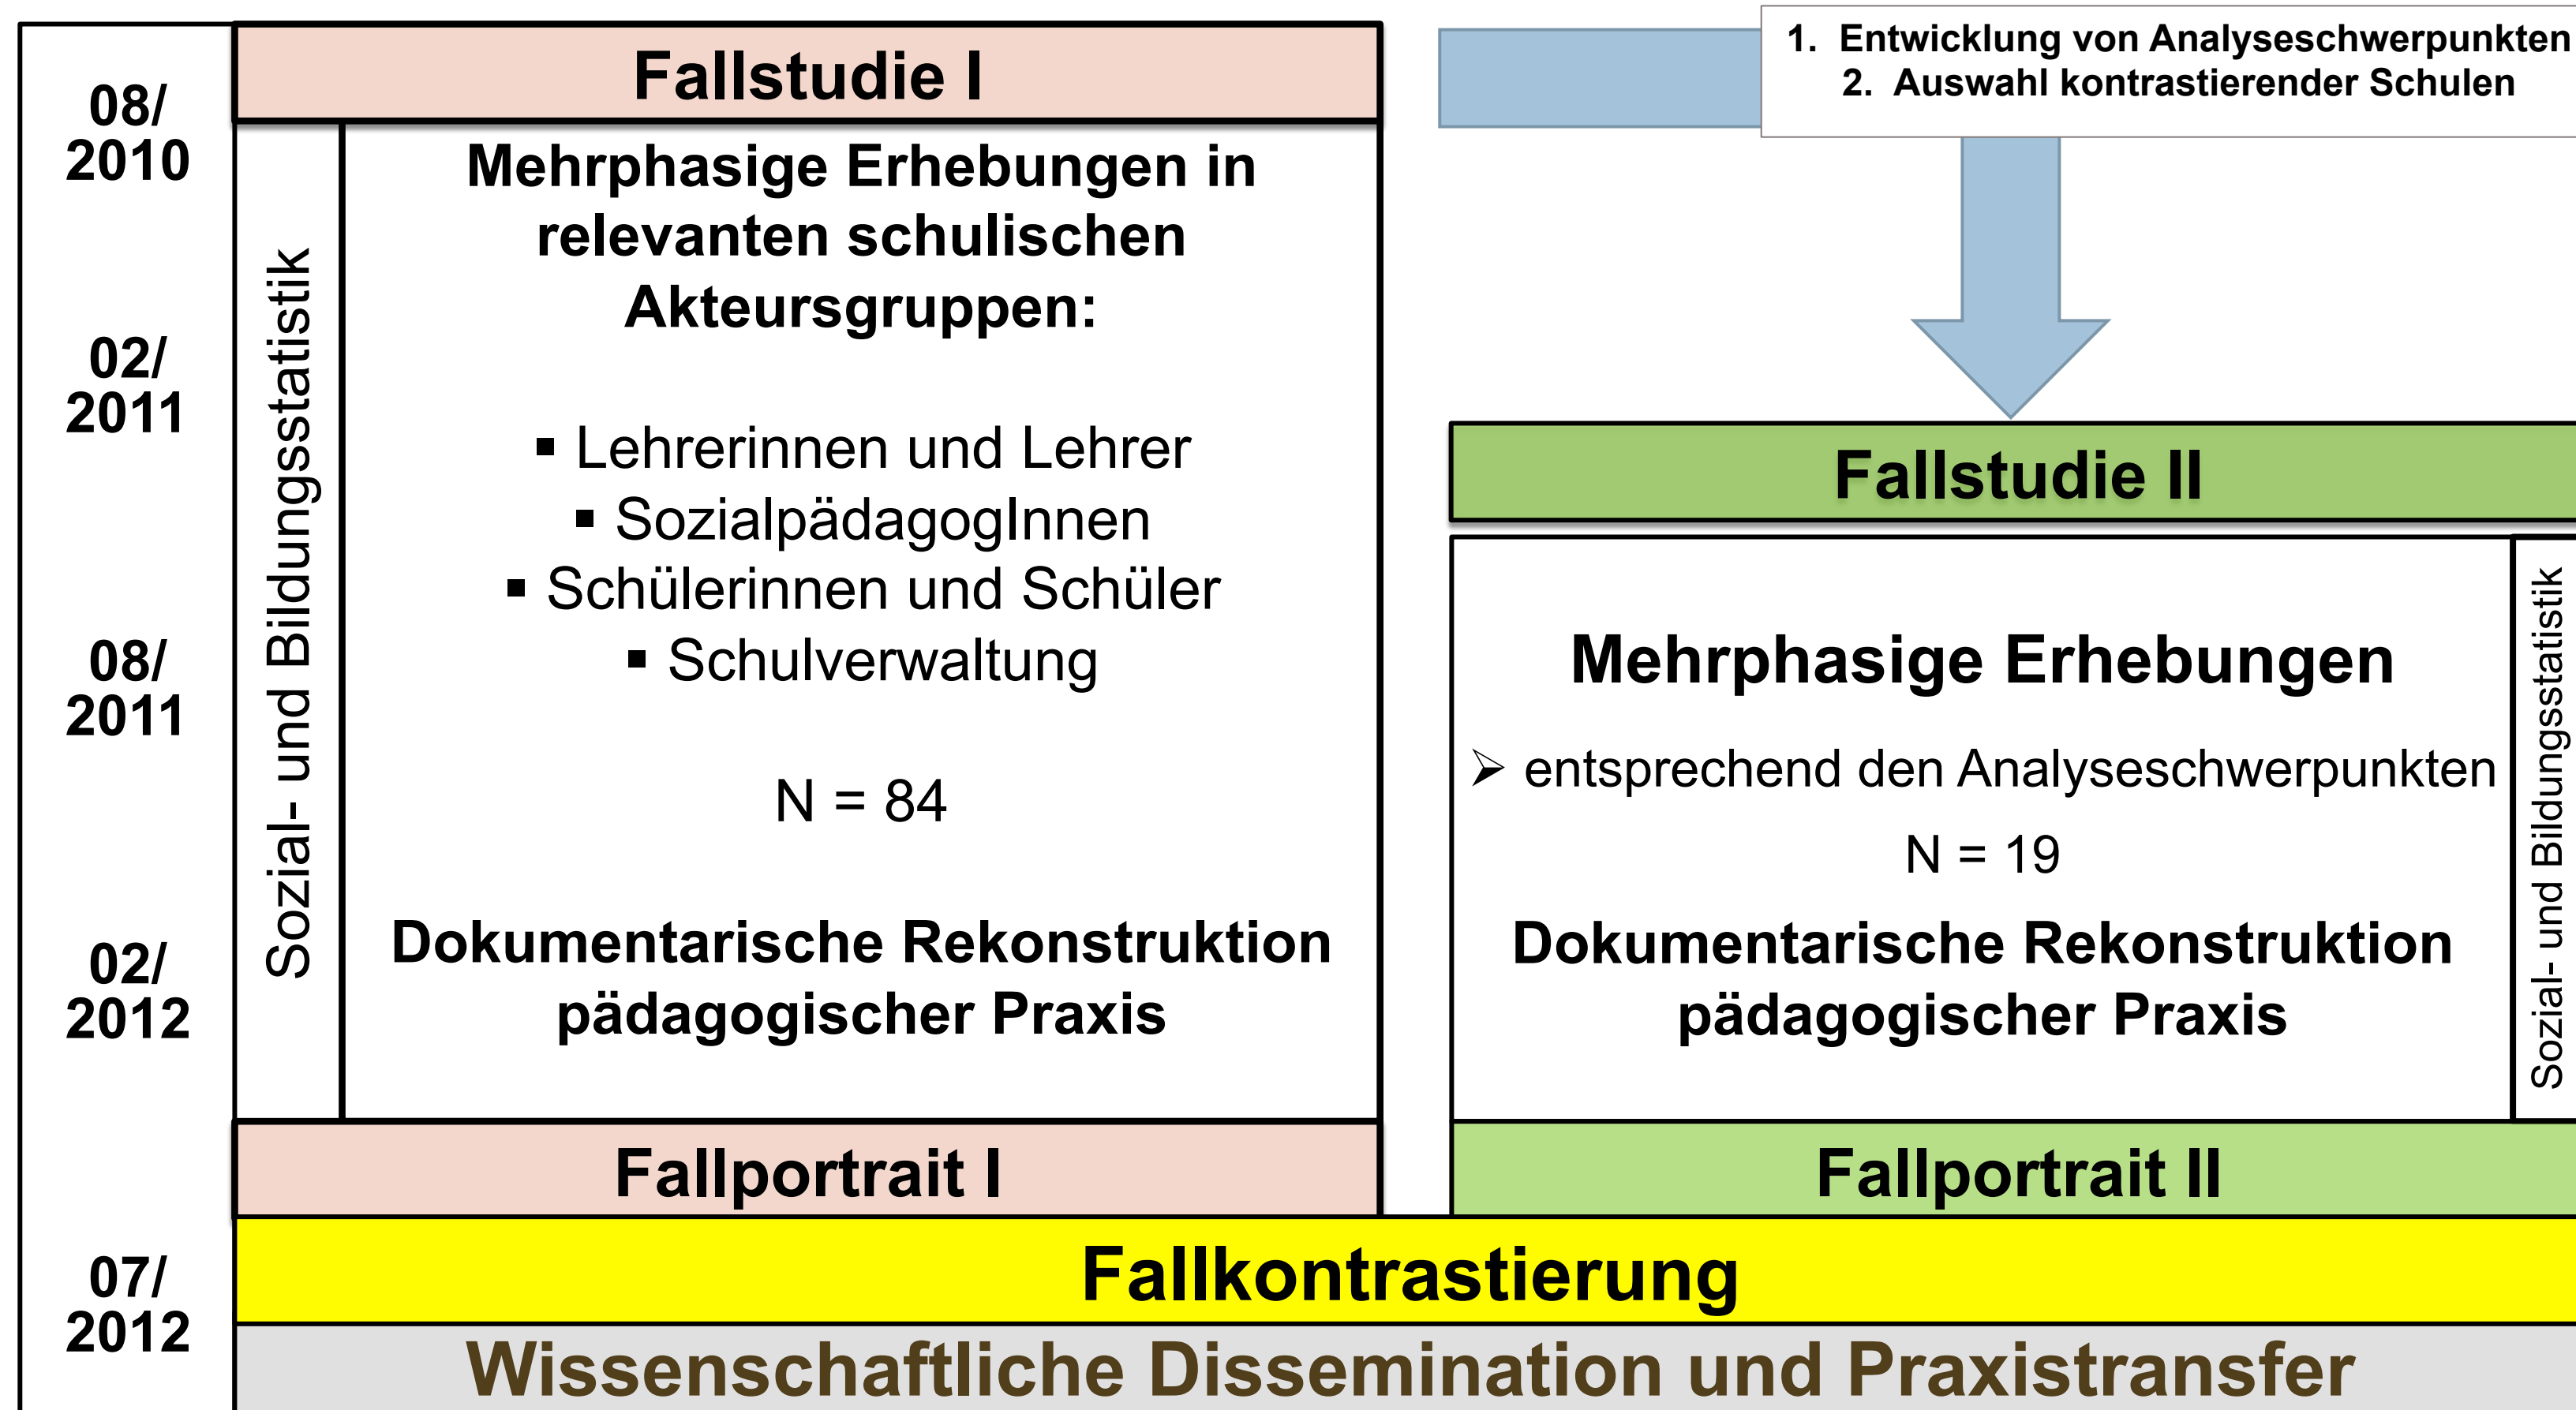 08/
2010
02/
2011
08/
2011
02/
2012
07/
2012
Fallstudie I
Sozial- und Bildungsstatistik
Mehrphasige Erhebungen in
relevanten schulischen
Akteursgruppen:
▪ Lehrerinnen und Lehrer
▪ SozialpädagogInnen
▪ Schülerinnen und Schüler
▪ Schulverwaltung
N = 84
Dokumentarische Rekonstruktion
pädagogischer Praxis
Fallportrait I
1. Entwicklung von Analyseschwerpunkten
2. Auswahl kontrastierender Schulen
Fallstudie II
Mehrphasige Erhebungen
➢ entsprechend den Analyseschwerpunkten
N = 19
Dokumentarische Rekonstruktion
pädagogischer Praxis
Sozial- und Bildungsstatistik
Fallportrait II
Fallkontrastierung
Wissenschaftliche Dissemination und Praxistransfer